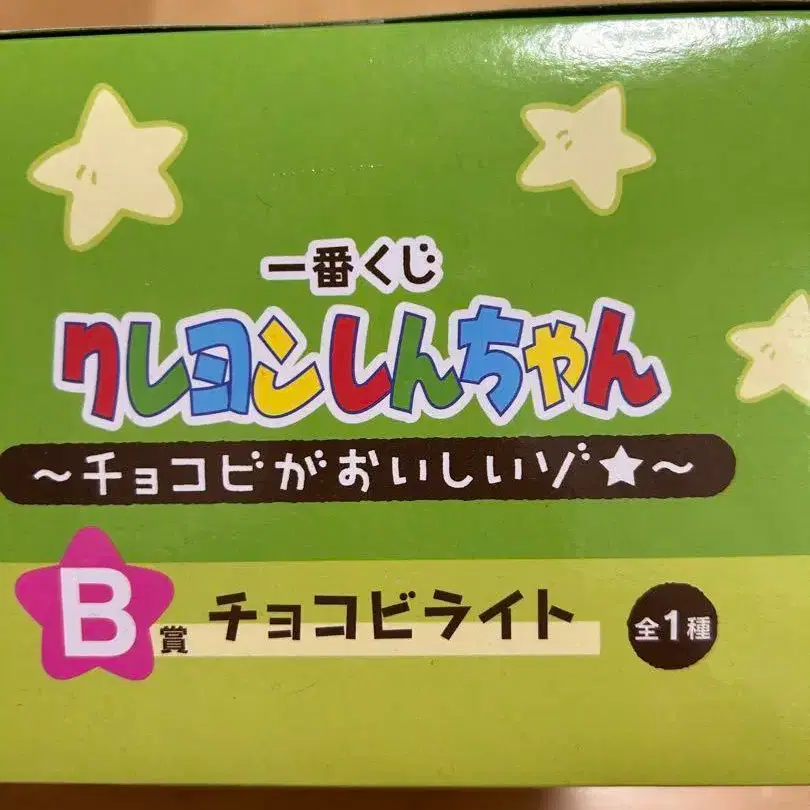 一番くじ
クレヨンしんちゃん
～チョコビがおいしいゾ★～
B賞 チョコビライト 全1種